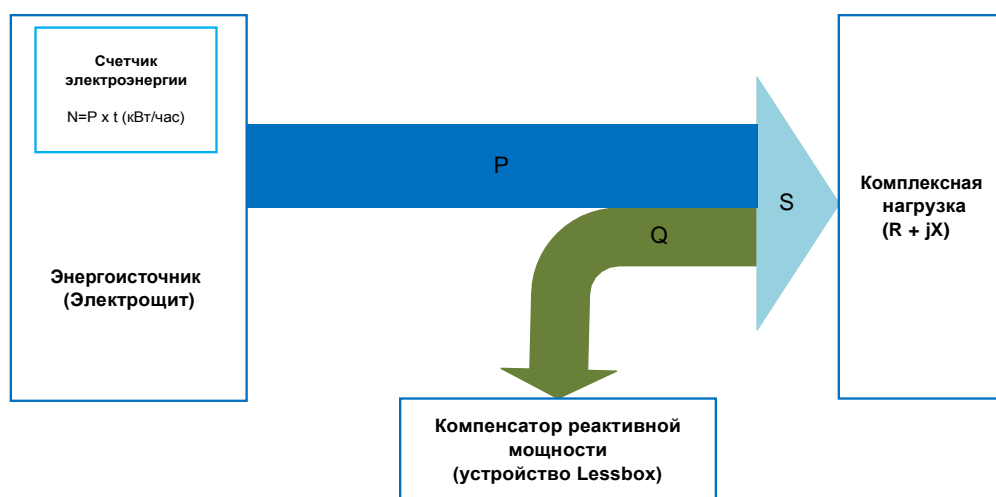 Счетчик
электроэнергии
N=P x t (кВт/час)
Энергоисточник
(Электрощит)
P
Q
S
Комплексная
нагрузка
(R + jX)
Компенсатор реактивной
мощности
(устройство Lessbox)